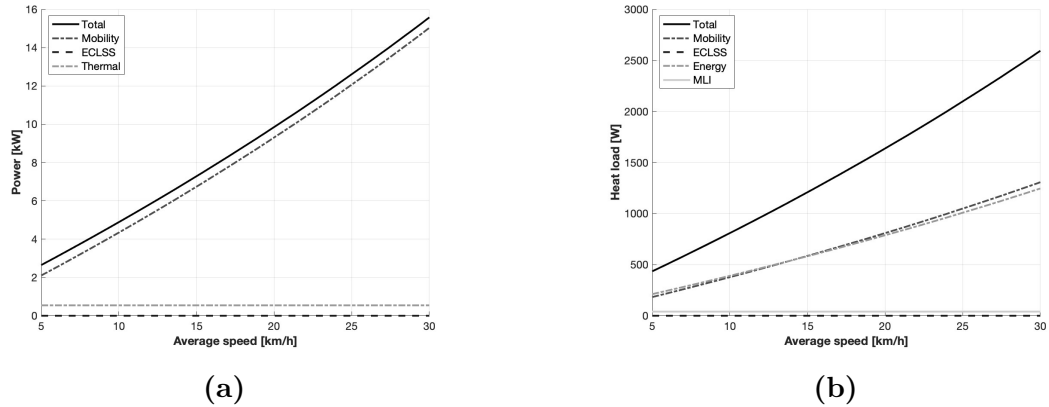 16
14
12
10
8
6
4
2
0
Power [kW]
Total
Mobility
ECLSS
Thermal
5 10 15 20 25 30
Average speed [km/h]
(a)
3000
2500
2000
1500
1000
500
0
Heat load [W]
Total
Mobility
ECLSS
Energy
MLI
5 10 15 20 25 30
Average speed [km/h]
(b)